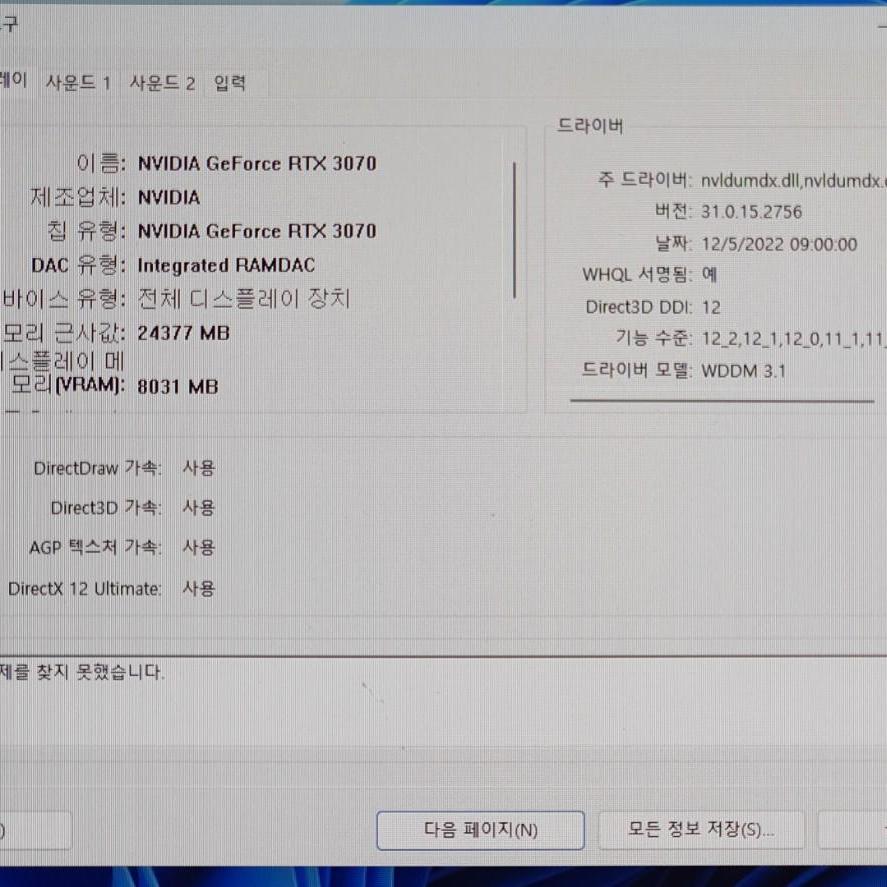 구
레이 사운드 1 사운드 2 입력
이름: NVIDIA GeForce RTX 3070
제조업체: NVIDIA
칩 유형: NVIDIA GeForce RTX 3070
DAC 유형: Integrated RAMDAC
바이스 유형: 전체 디스플레이 장치
모리 근사값: 24377 MB
스플레이 메
모리(VRAM): 8031 MB
드라이버
주 드라이버: nvldumdx.dll,nvldumdx.
버전: 31.0.15.2756
날짜: 12/5/2022 09:00:00
WHQL 서명됨: 예
Direct3D DDI: 12
기능 수준: 12_2,12_1,12_0,11_1,11_
드라이버 모델: WDDM 3.1
DirectDraw 가속: 사용
Direct3D 가속: 사용
AGP 텍스처 가속: 사용
DirectX 12 Ultimate: 사용
제를 찾지 못했습니다.
) 다음 페이지(N) 모든 정보 저장(S)...